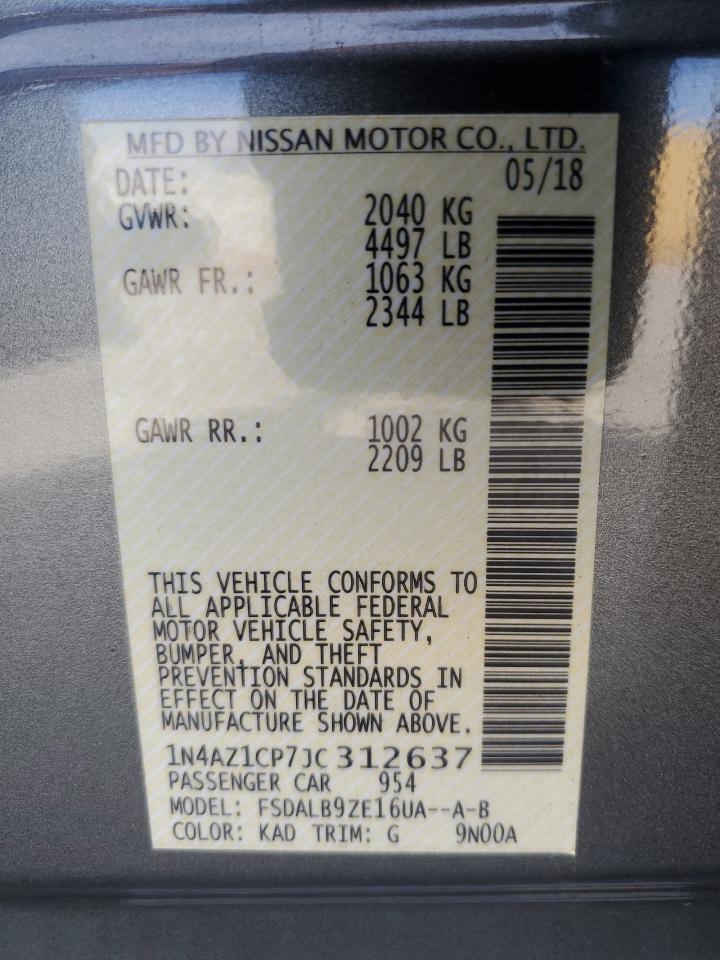 MFD BY NISSAN MOTOR CO., LTD.
DATE: 05/18
GVWR: 2040 KG
4497 LB
GAWR FR.: 1063 KG
2344 LB
GAWR RR.: 1002 KG
2209 LB
THIS VEHICLE CONFORMS TO
ALL APPLICABLE FEDERAL
MOTOR VEHICLE SAFETY,
BUMPER, AND THEFT
PREVENTION STANDARDS IN
EFFECT ON THE DATE OF
MANUFACTURE SHOWN ABOVE.
1N4AZ1CP7JC312637
PASSENGER CAR 954
MODEL: FSDALB9ZE16UA--A-B
COLOR: KAD TRIM: G 9N00A